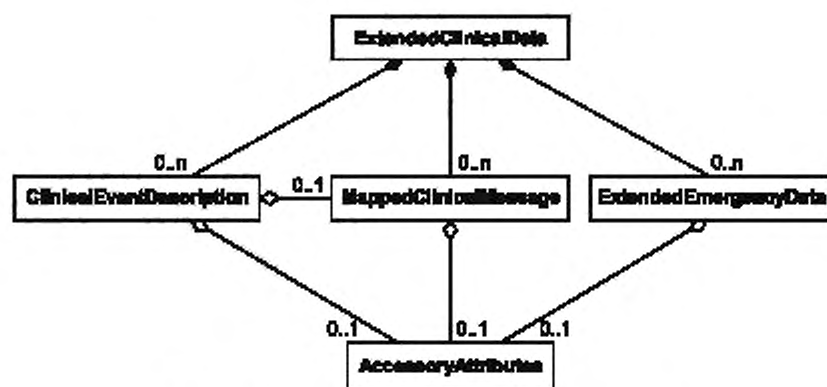 ExtendedClinicalData
0..n 0..n 0..n
ClinicalEventDescription 0..1 MappedClinicalMessage ExtendedEmergencyData
0..1 0..1 0..1
AccessoryAttributes